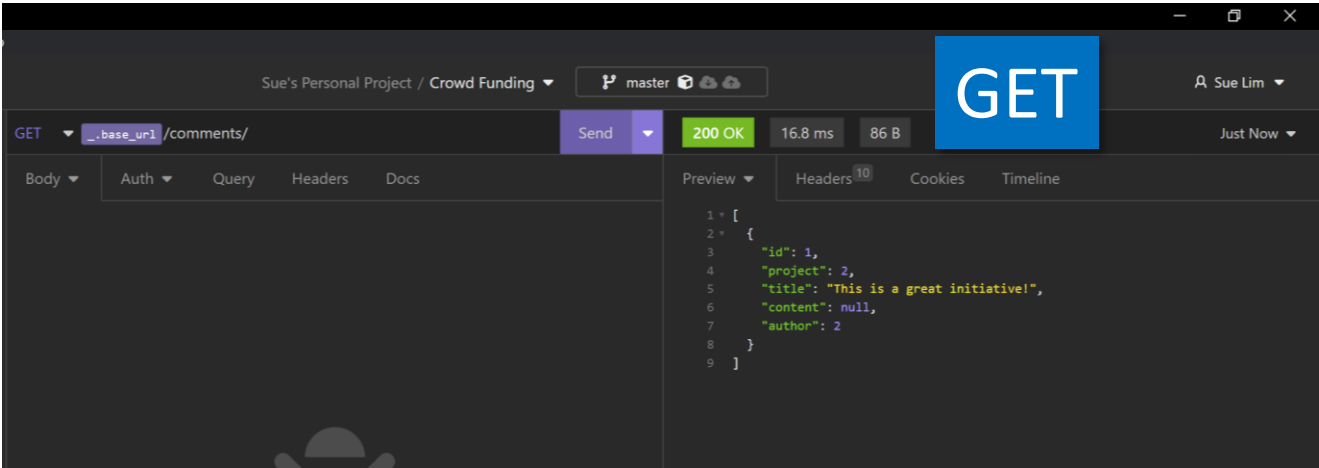 Sue's Personal Project / Crowd Funding
master
GET
Sue Lim
GET
_.base_url /comments/
Send
200 OK
16.8 ms
86 B
Just Now
Body
Auth
Query
Headers
Docs
Preview
Headers 10
Cookies
Timeline
1 [
2 {
3 "id": 1,
4 "project": 2,
5 "title": "This is a great initiative!",
6 "content": null,
7 "author": 2
8 }
9 ]